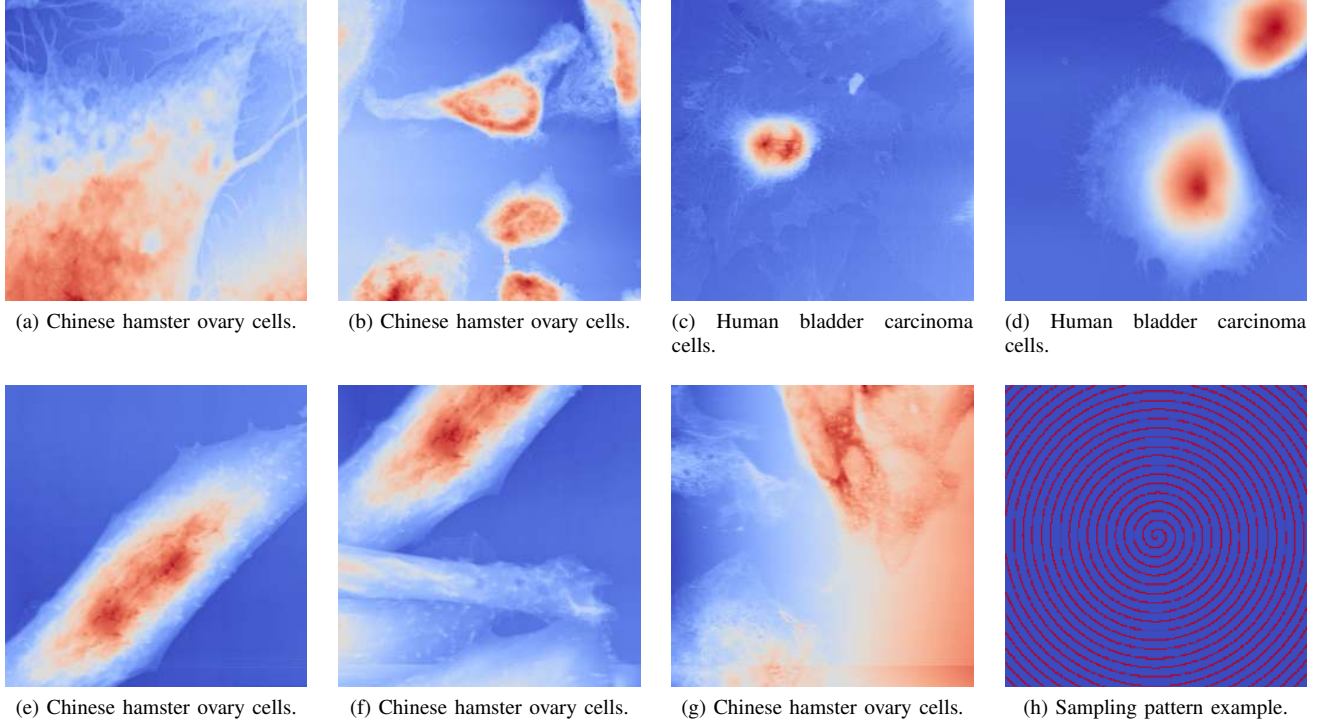 (a) Chinese hamster ovary cells.
(b) Chinese hamster ovary cells.
(c) Human bladder carcinoma
cells.
(d) Human bladder carcinoma
cells.
(e) Chinese hamster ovary cells.
(f) Chinese hamster ovary cells.
(g) Chinese hamster ovary cells.
(h) Sampling pattern example.